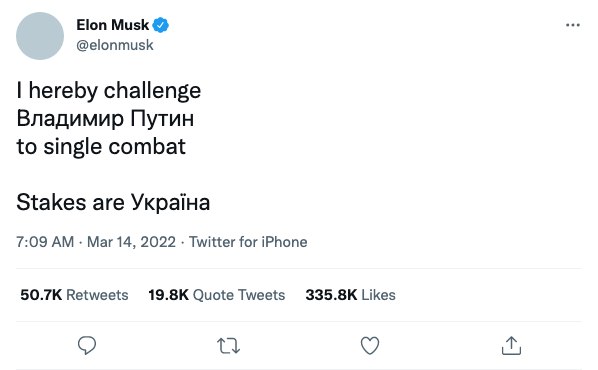 Elon Musk
@elonmusk
I hereby challenge
Владимир Путин
to single combat
Stakes are Україна
7:09 AM · Mar 14, 2022 · Twitter for iPhone
50.7K Retweets 19.8K Quote Tweets 335.8K Likes